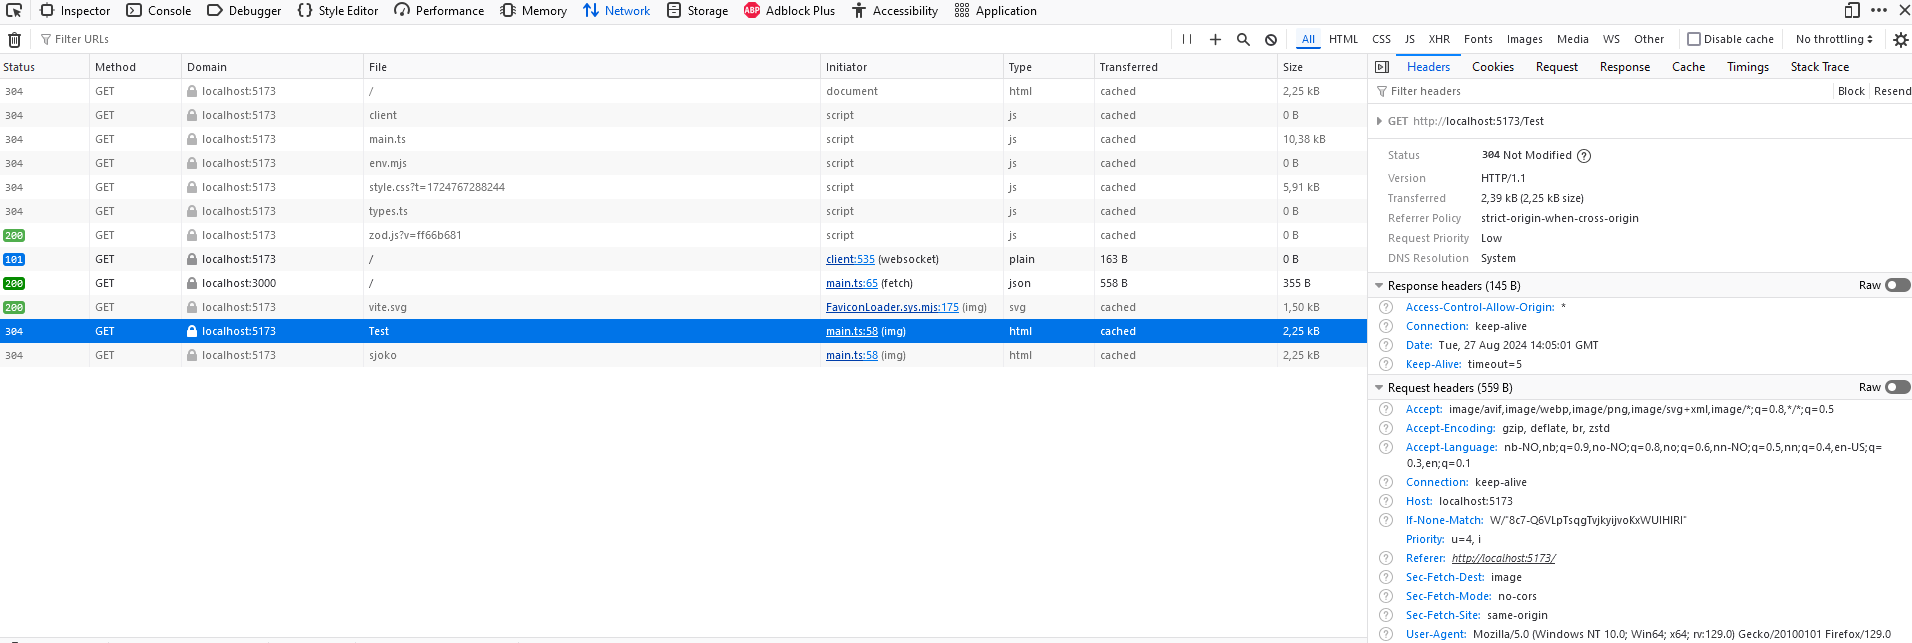 Inspector Console Debugger Style Editor Performance Memory Network Storage ABP Adblock Plus Accessibility Application
Filter URLs All HTML CSS JS XHR Fonts Images Media WS Other Disable cache No throttling
Status Method Domain File Initiator Type Transferred Size
304 GET localhost:5173 / document html cached 2,25 kB
304 GET localhost:5173 client script js cached 0 B
304 GET localhost:5173 main.ts script js cached 10,38 kB
304 GET localhost:5173 env.mjs script js cached 0 B
304 GET localhost:5173 style.css?t=1724767288244 script js cached 5,91 kB
304 GET localhost:5173 types.ts script js cached 0 B
200 GET localhost:5173 zod.js?v=ff66b681 script js cached 0 B
101 GET localhost:5173 / client:535 (websocket) plain 163 B 0 B
200 GET localhost:3000 / main.ts:65 (fetch) json 558 B 355 B
200 GET localhost:5173 vite.svg FaviconLoader.sys.mjs:175 (img) svg cached 1,50 kB
304 GET localhost:5173 Test main.ts:58 (img) html cached 2,25 kB
304 GET localhost:5173 sjoko main.ts:58 (img) html cached 2,25 kB
Headers Cookies Request Response Cache Timings Stack Trace
Filter headers Block Resend
GET http://localhost:5173/Test
Status 304 Not Modified
Version HTTP/1.1
Transferred 2,39 kB (2,25 kB size)
Referrer Policy strict-origin-when-cross-origin
Request Priority Low
DNS Resolution System
Response headers (145 B) Raw
Access-Control-Allow-Origin: *
Connection: keep-alive
Date: Tue, 27 Aug 2024 14:05:01 GMT
Keep-Alive: timeout=5
Request headers (559 B) Raw
Accept: image/avif,image/webp,image/png,image/svg+xml,image/*;q=0.8,*/*;q=0.5
Accept-Encoding: gzip, deflate, br, zstd
Accept-Language: nb-NO,nb;q=0.9,no-NO;q=0.8,no;q=0.6,nn-NO;q=0.5,nn;q=0.4,en-US;q=
0.3,en;q=0.1
Connection: keep-alive
Host: localhost:5173
If-None-Match: W/"8c7-Q6VLpTsqgTvjkyijvoKxWUIHIRI"
Priority: u=4, i
Referer: http://localhost:5173/
Sec-Fetch-Dest: image
Sec-Fetch-Mode: no-cors
Sec-Fetch-Site: same-origin
User-Agent: Mozilla/5.0 (Windows NT 10.0; Win64; x64; rv:129.0) Gecko/20100101 Firefox/129.0